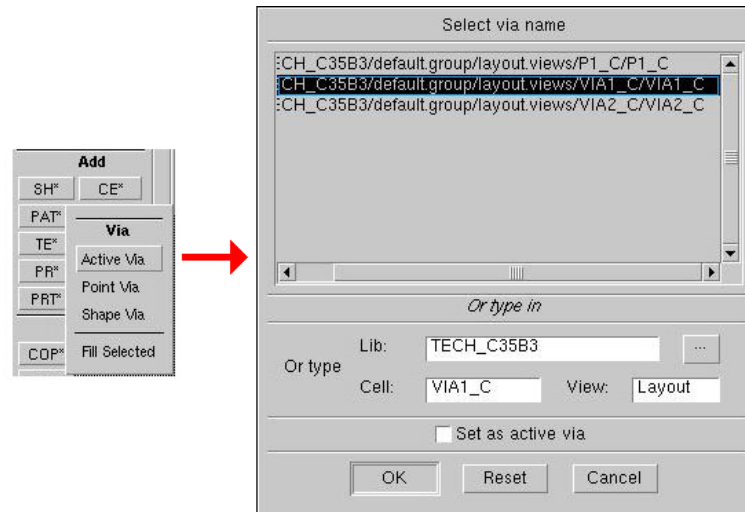 Add
SH* CE*
PAT*
TE*
PR*
PRT*
COP*
Via
Active Via
Point Via
Shape Via
Fill Selected
Select via name
CH_C35B3/default.group/layout.views/P1_C/P1_C
CH_C35B3/default.group/layout.views/VIA1_C/VIA1_C
CH_C35B3/default.group/layout.views/VIA2_C/VIA2_C
Or type in
Or type
Lib: TECH_C35B3 ...
Cell: VIA1_C View: Layout
Set as active via
OK Reset Cancel